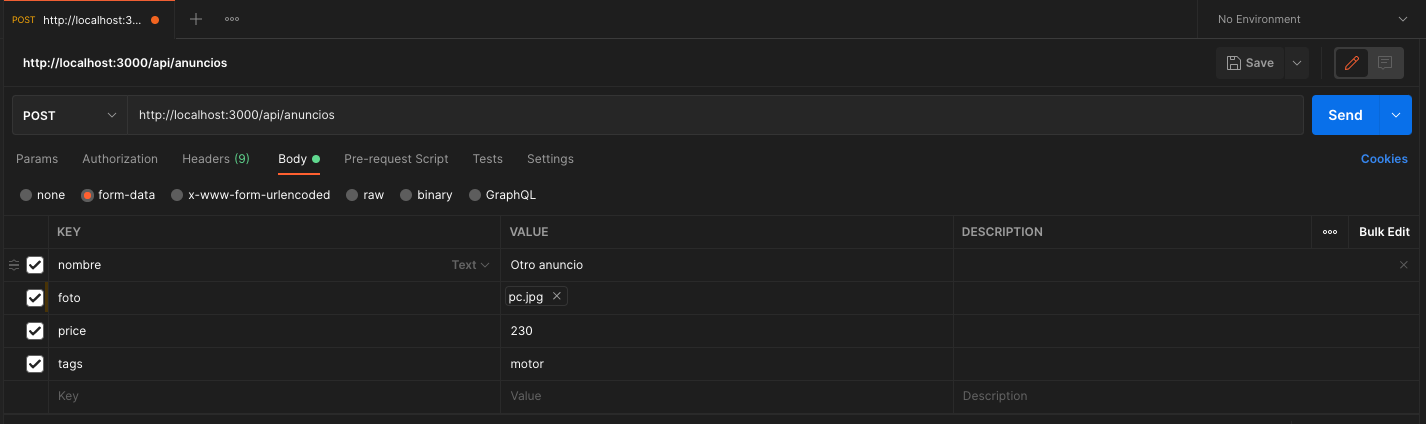 POST http://localhost:3... No Environment
http://localhost:3000/api/anuncios Save
POST http://localhost:3000/api/anuncios Send
Params Authorization Headers (9) Body Pre-request Script Tests Settings Cookies
none form-data x-www-form-urlencoded raw binary GraphQL
KEY VALUE DESCRIPTION Bulk Edit
nombre Text Otro anuncio
foto pc.jpg
price 230
tags motor
Key Value Description